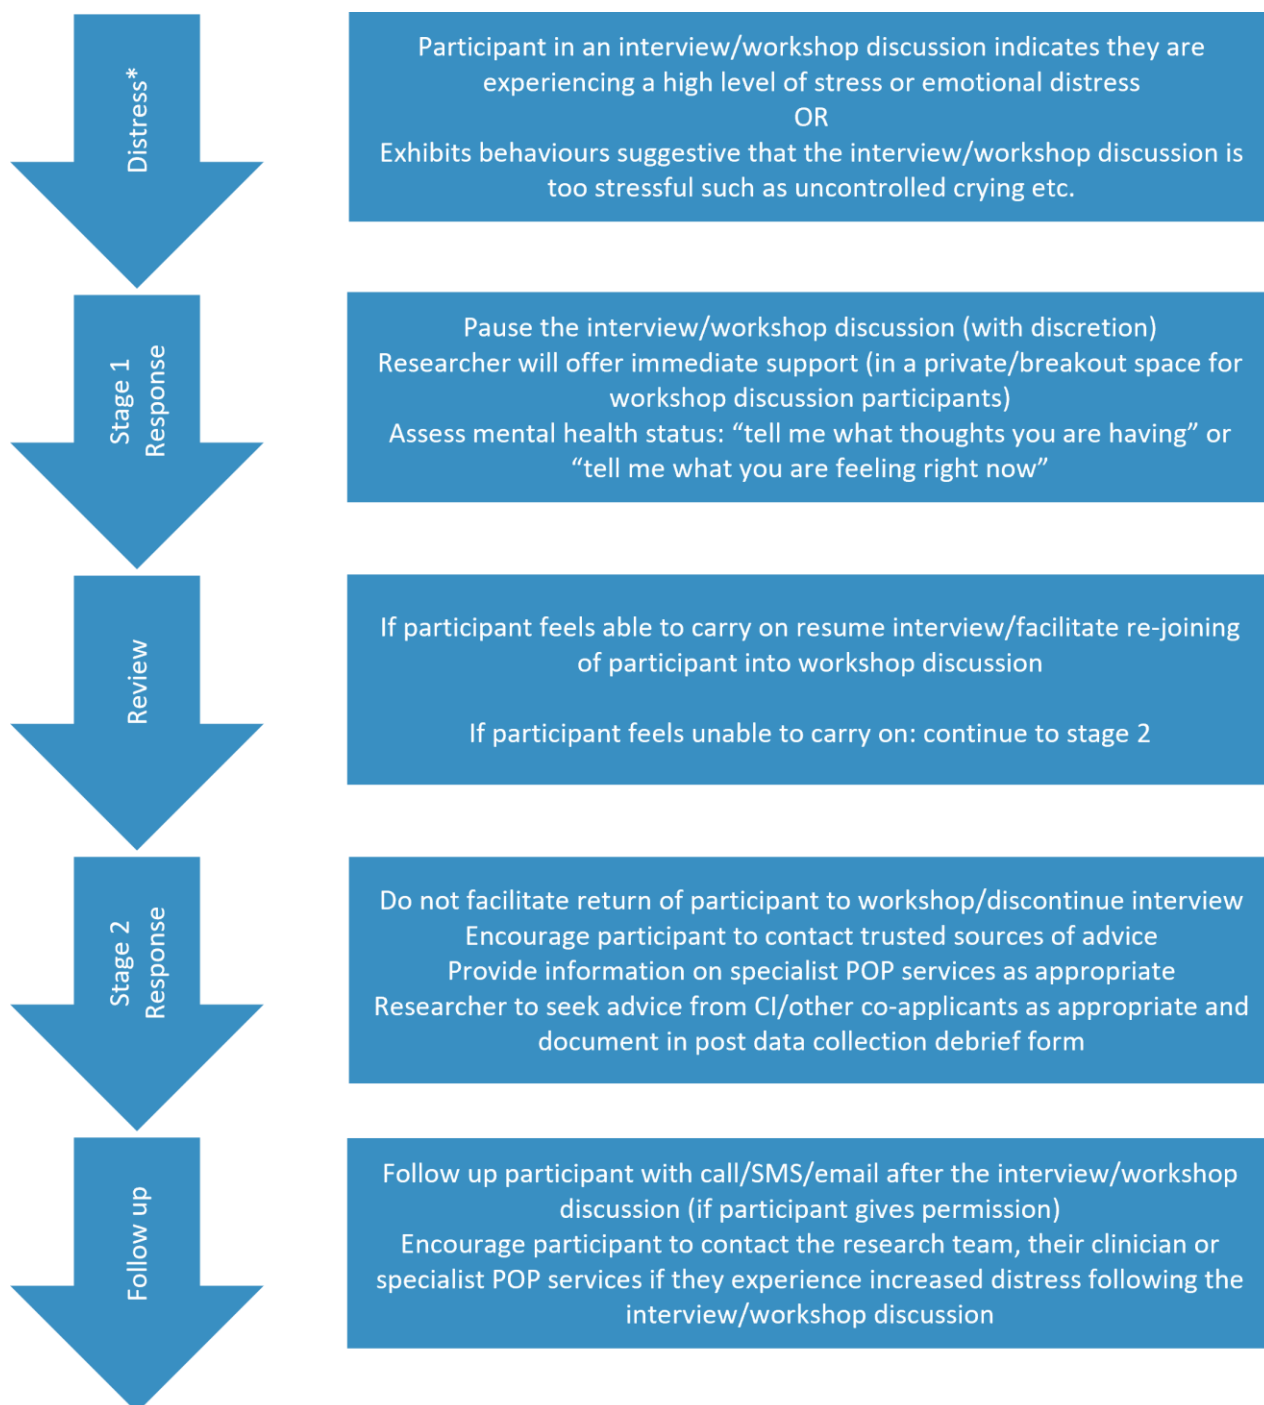 Distress*
Participant in an interview/workshop discussion indicates they are
experiencing a high level of stress or emotional distress
OR
Exhibits behaviours suggestive that the interview/workshop discussion is
too stressful such as uncontrolled crying etc.
Stage 1
Response
Pause the interview/workshop discussion (with discretion)
Researcher will offer immediate support (in a private/breakout space for
workshop discussion participants)
Assess mental health status: “tell me what thoughts you are having” or
“tell me what you are feeling right now”
Review
If participant feels able to carry on resume interview/facilitate re-joining
of participant into workshop discussion
If participant feels unable to carry on: continue to stage 2
Stage 2
Response
Do not facilitate return of participant to workshop/discontinue interview
Encourage participant to contact trusted sources of advice
Provide information on specialist POP services as appropriate
Researcher to seek advice from CI/other co-applicants as appropriate and
document in post data collection debrief form
Follow up
Follow up participant with call/SMS/email after the interview/workshop
discussion (if participant gives permission)
Encourage participant to contact the research team, their clinician or
specialist POP services if they experience increased distress following the
interview/workshop discussion